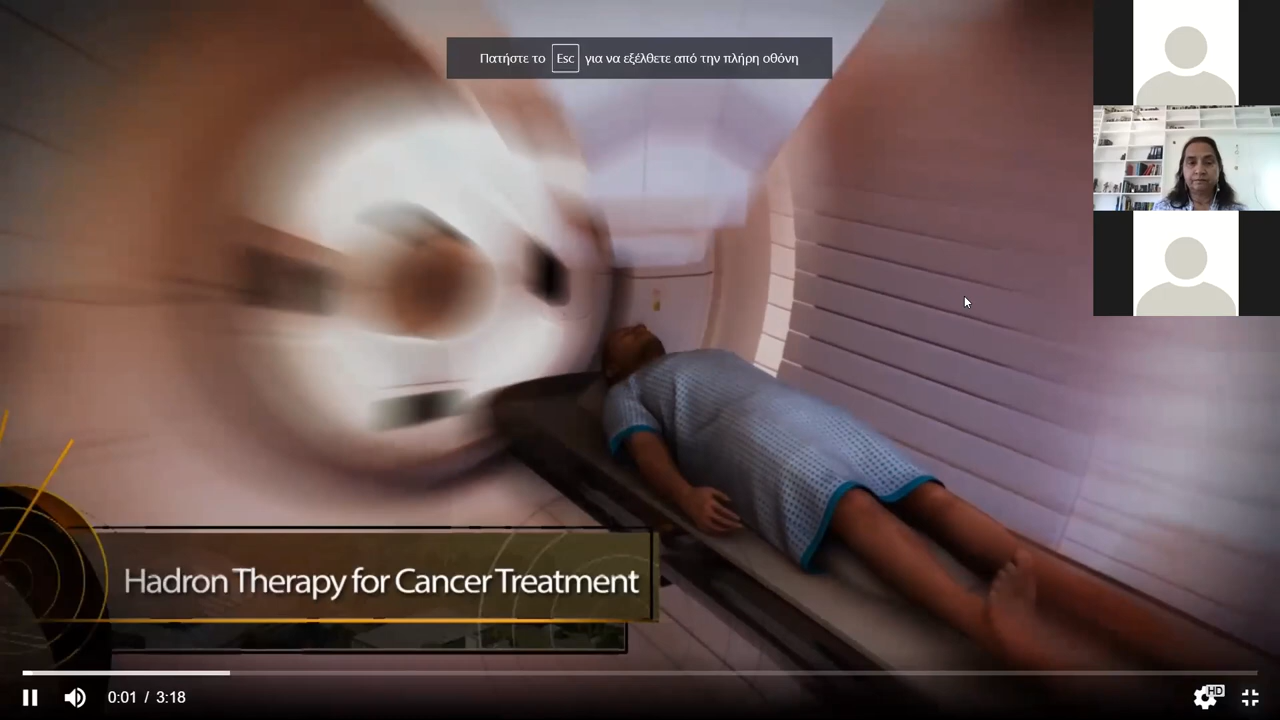 Πατήστε το Esc για να εξέλθετε από την πλήρη οθόνη
Hadron Therapy for Cancer Treatment
0:01 / 3:18
HD